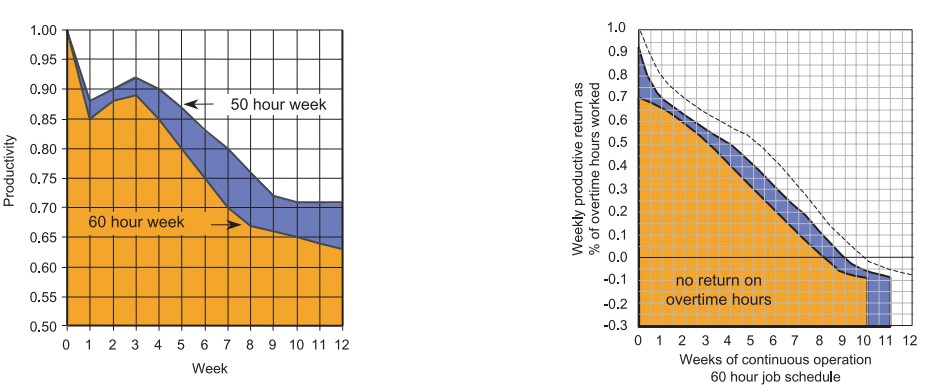 1.00
0.95
0.90
0.85
0.80
0.75
0.70
0.65
0.60
0.55
0.50
Productivity
50 hour week
60 hour week
0 1 2 3 4 5 6 7 8 9 10 11 12
Week
1.0
0.9
0.8
0.7
0.6
0.5
0.4
0.3
0.2
0.1
0.0
-0.1
-0.2
-0.3
Weekly productive return as
% of overtime hours worked
no return on
overtime hours
0 1 2 3 4 5 6 7 8 9 10 11 12
Weeks of continuous operation
60 hour job schedule